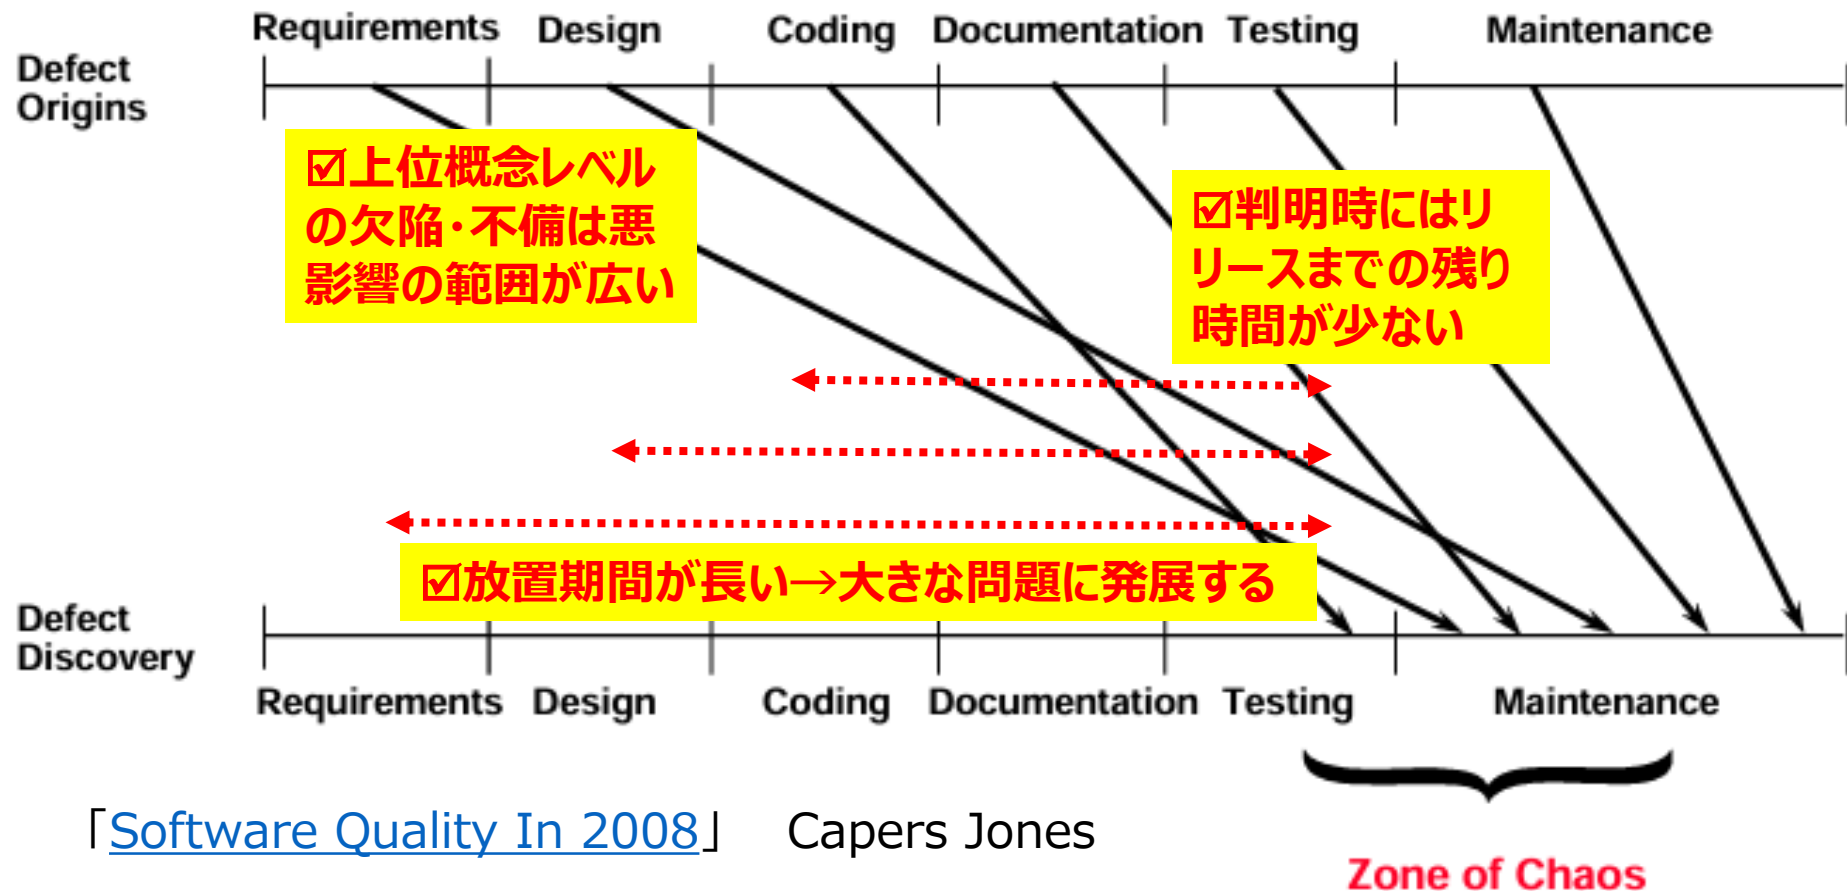 Requirements Design Coding Documentation Testing Maintenance
Defect
Origins
☑上位概念レベル
の欠陥・不備は悪
影響の範囲が広い
☑判明時にはリ
リースまでの残り
時間が少ない
☑放置期間が長い→大きな問題に発展する
Defect
Discovery
Requirements Design Coding Documentation Testing Maintenance
「Software Quality In 2008」 Capers Jones
Zone of Chaos